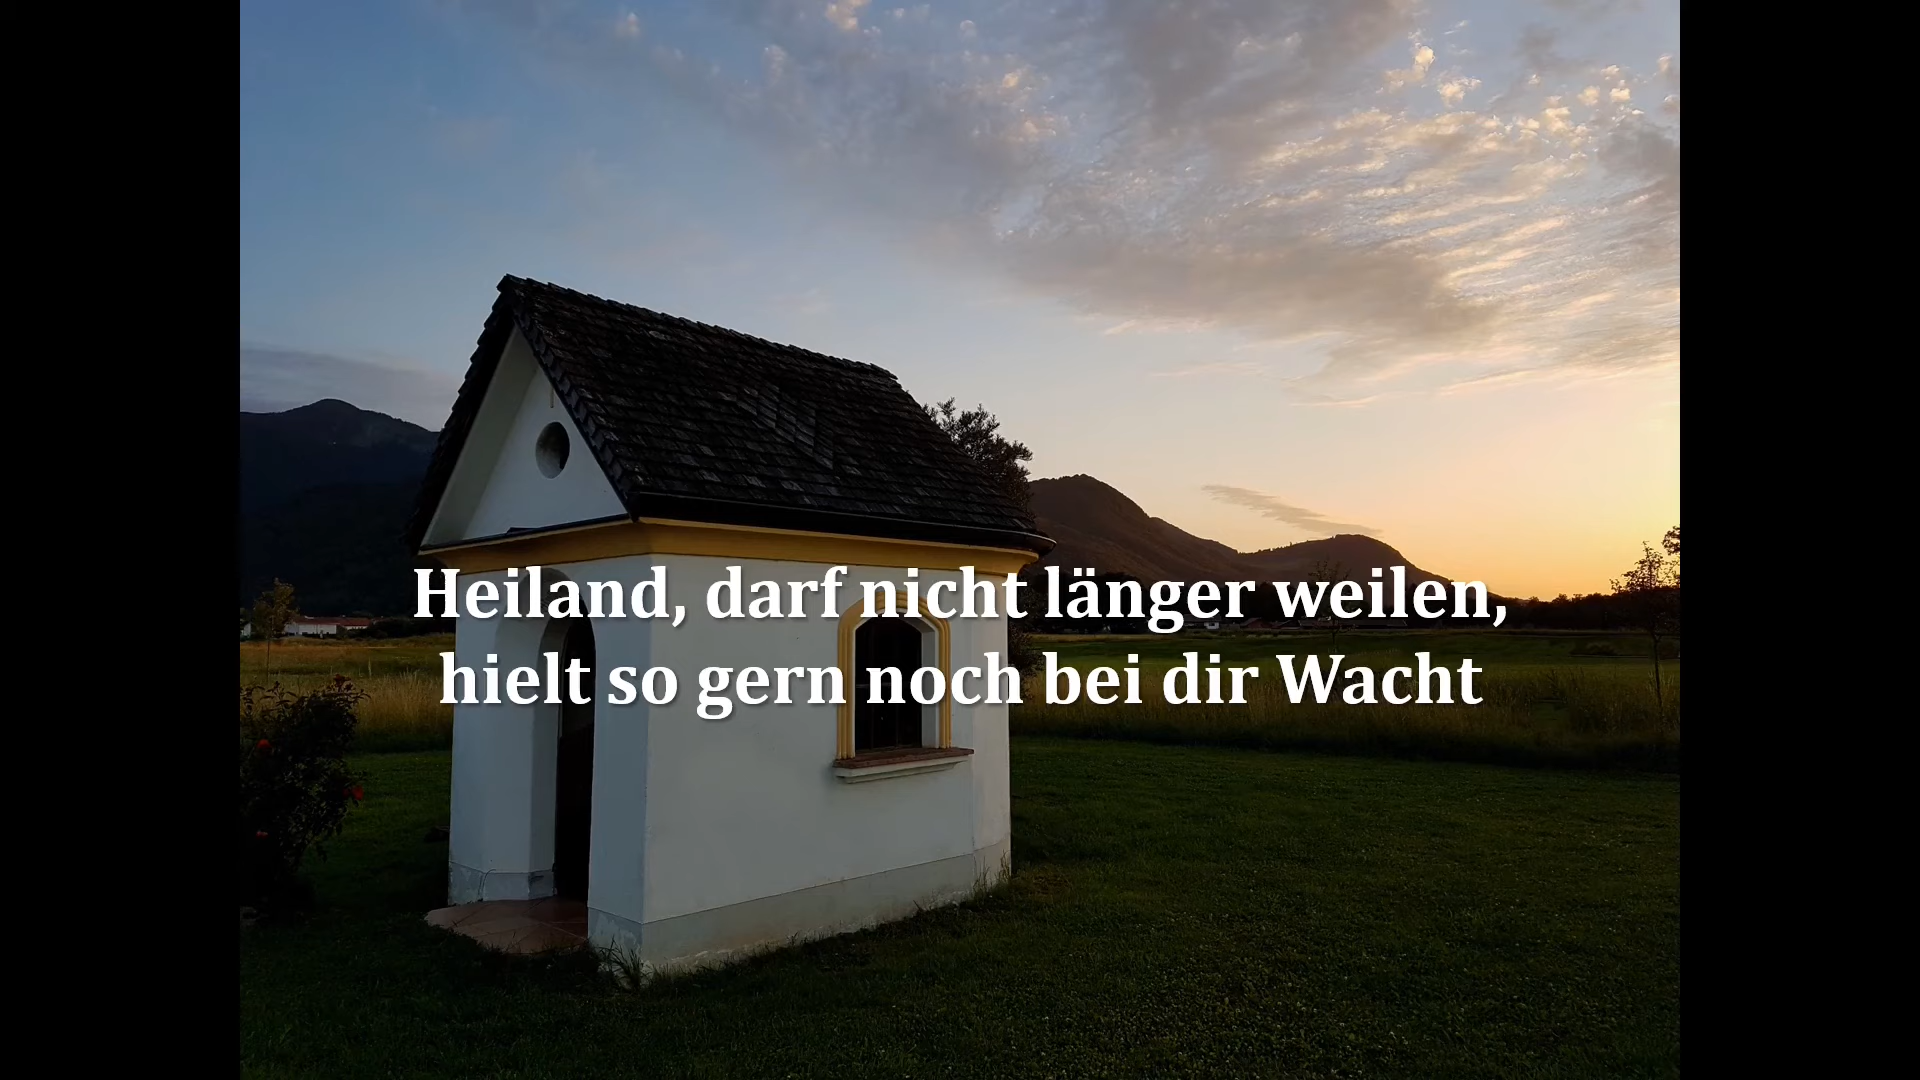 Heiland, darf nicht länger weilen,
hielt so gern noch bei dir Wacht